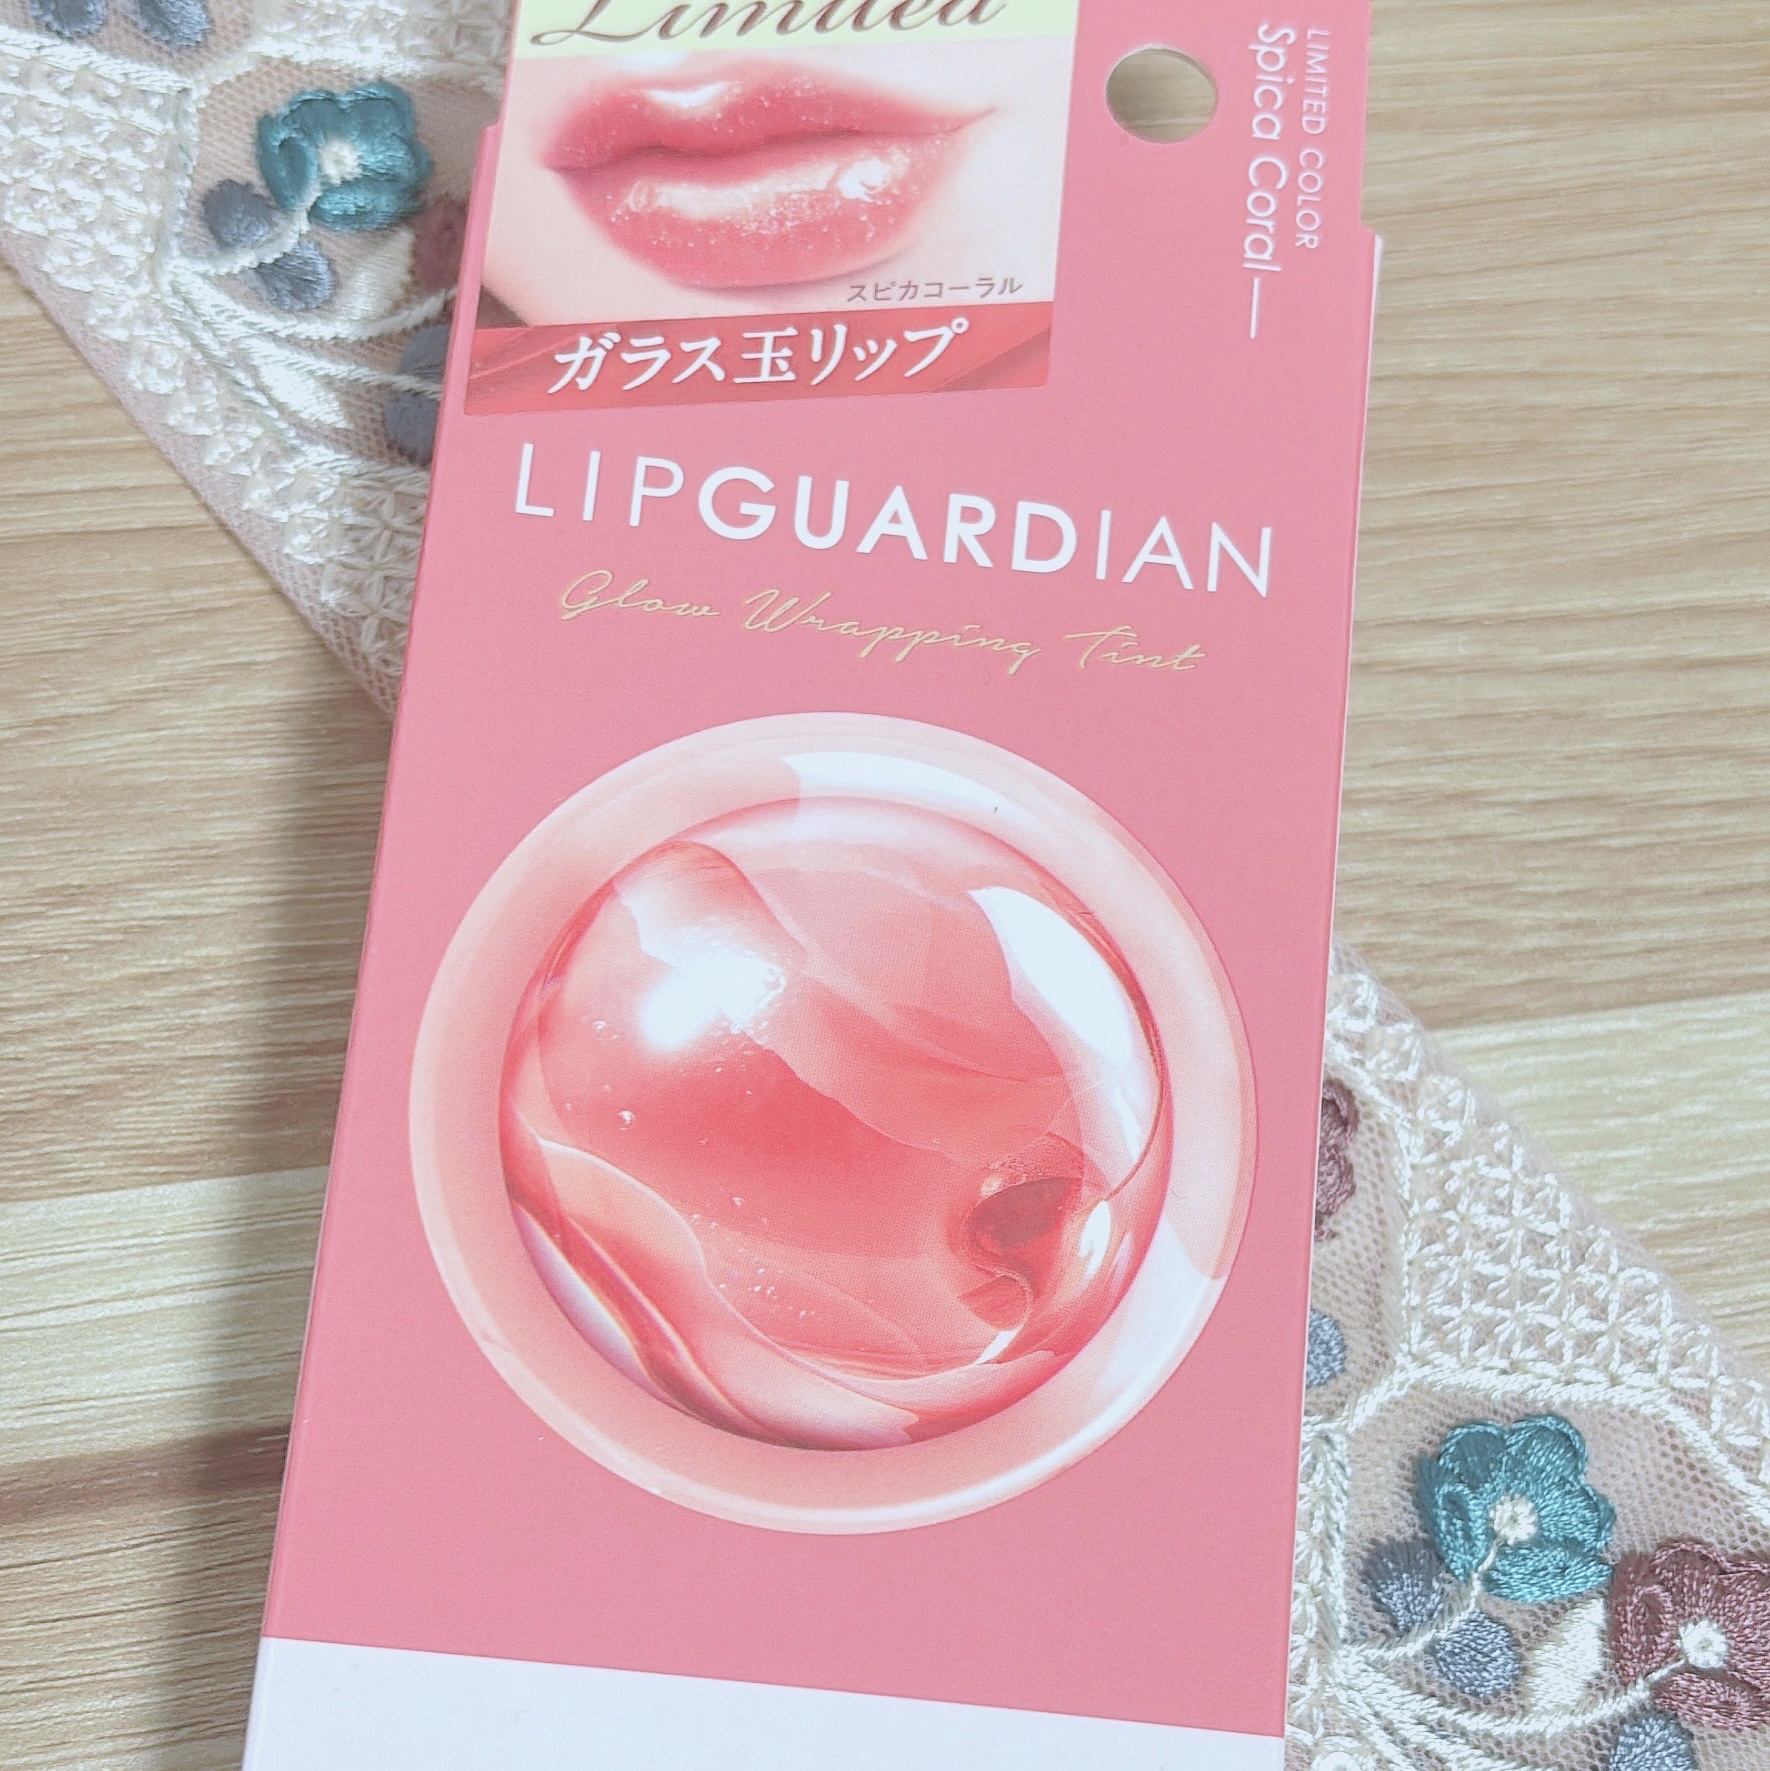 Limited
スピカコーラル
ガラス玉リップ
LIMITED COLOR
Spica Coral
LIPGUARDIAN
Glow Wrapping Tint